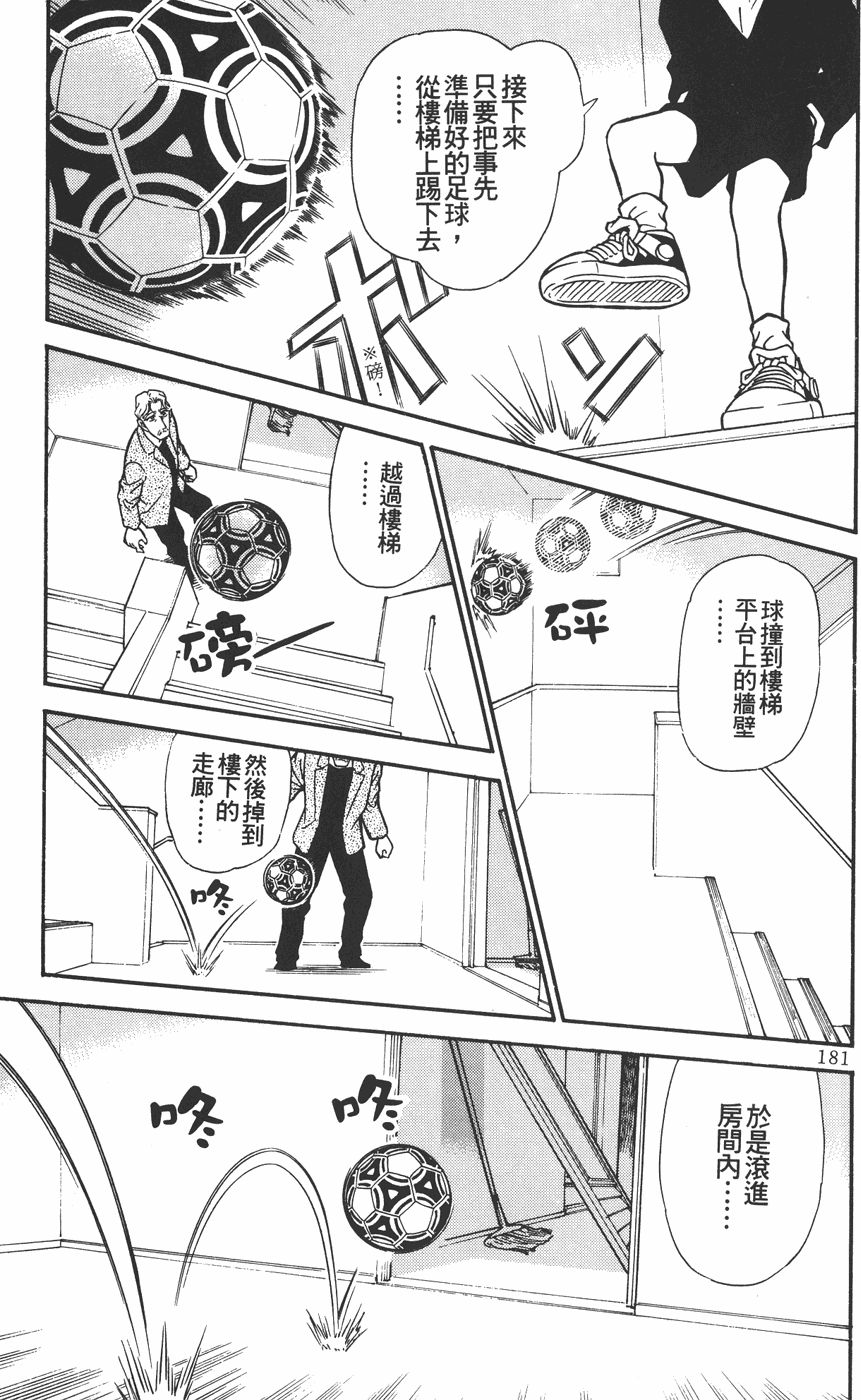 接下來
只要把事先
準備好的足球，
從樓梯上踢下去
……
ボン
※磅！
球撞到樓梯
平台上的牆壁
……
砰
越過樓梯
……
磅
然後掉到
樓下的
走廊……
咚
181
於是滾進
房間內……
咚
咚